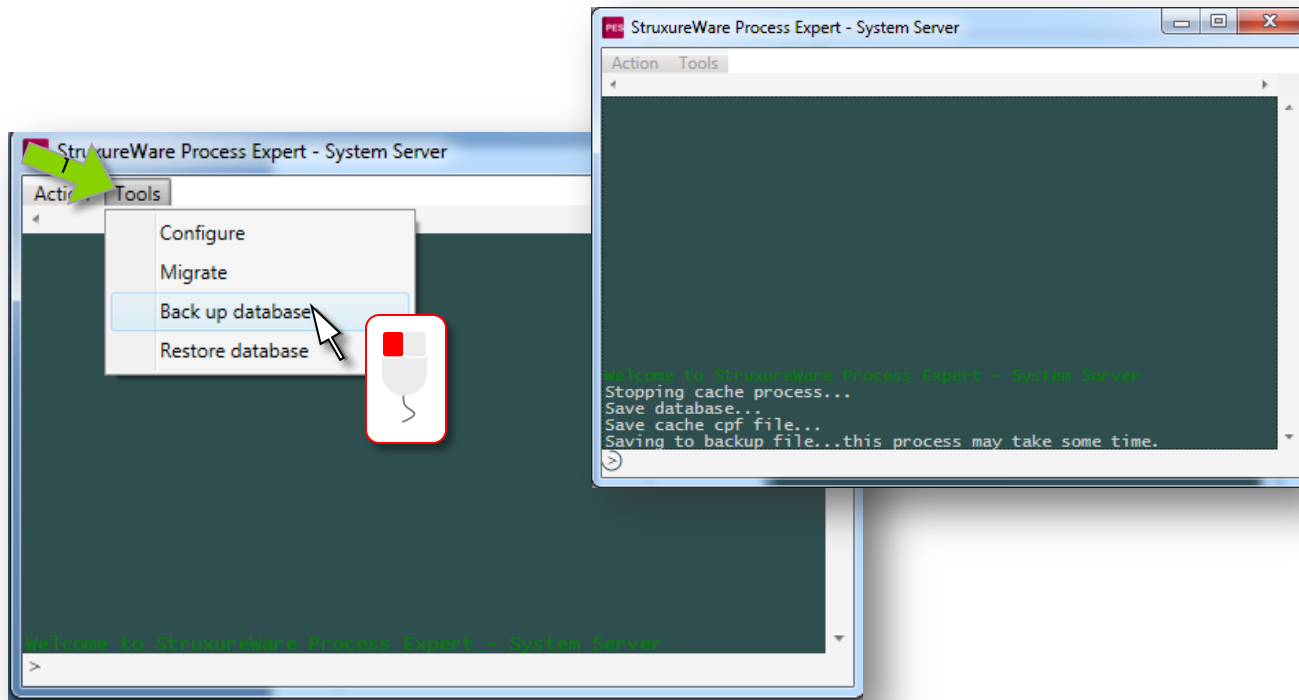 StruxureWare Process Expert - System Server
1
Action Tools
Configure
Migrate
Back up database
Restore database
Welcome to StruxureWare Process Expert - System Server
>
PES StruxureWare Process Expert - System Server
Action Tools
Welcome to StruxureWare Process Expert - System Server
Stopping cache process...
Save database...
Save cache cpf file...
Saving to backup file...this process may take some time.
>